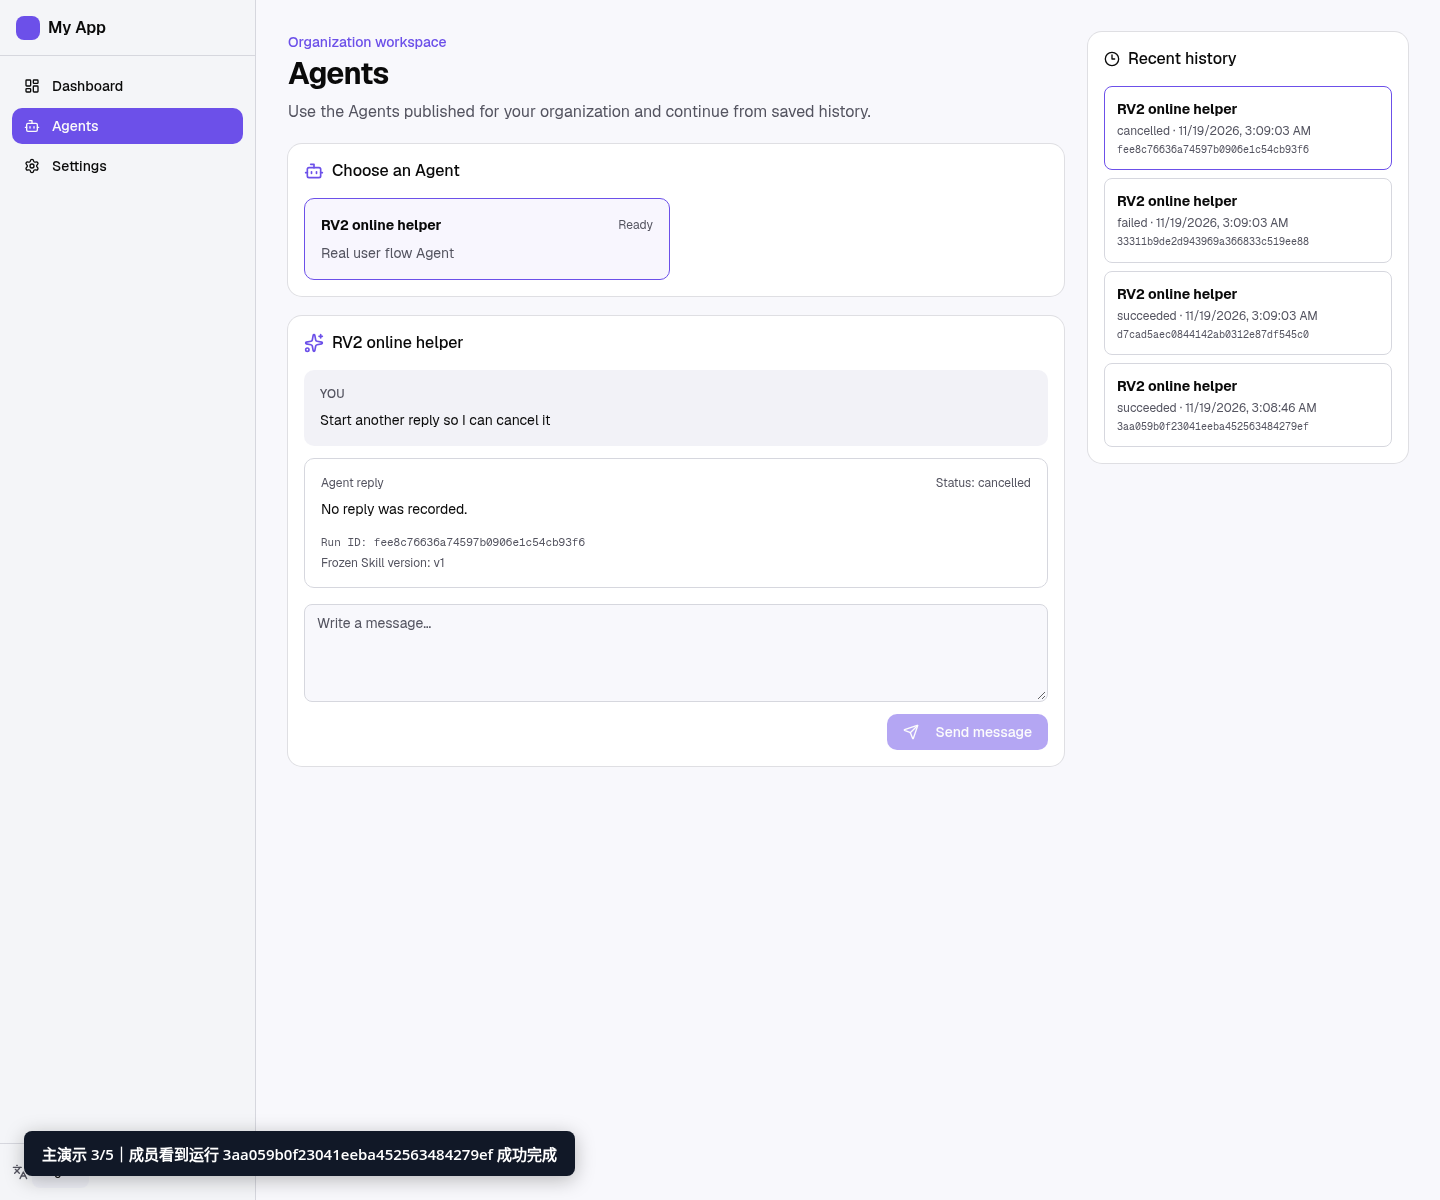 My App
Dashboard
Agents
Settings
Organization workspace
Agents
Use the Agents published for your organization and continue from saved history.
Choose an Agent
RV2 online helper
Ready
Real user flow Agent
RV2 online helper
YOU
Start another reply so I can cancel it
Agent reply
Status: cancelled
No reply was recorded.
Run ID: fee8c76636a74597b0906e1c54cb93f6
Frozen Skill version: v1
Write a message…
Send message
Recent history
RV2 online helper
cancelled · 11/19/2026, 3:09:03 AM
fee8c76636a74597b0906e1c54cb93f6
RV2 online helper
failed · 11/19/2026, 3:09:03 AM
33311b9de2d943969a366833c519ee88
RV2 online helper
succeeded · 11/19/2026, 3:09:03 AM
d7cad5aec0844142ab0312e87df545c0
RV2 online helper
succeeded · 11/19/2026, 3:08:46 AM
3aa059b0f23041eeba452563484279ef
主演示 3/5｜成员看到运行 3aa059b0f23041eeba452563484279ef 成功完成